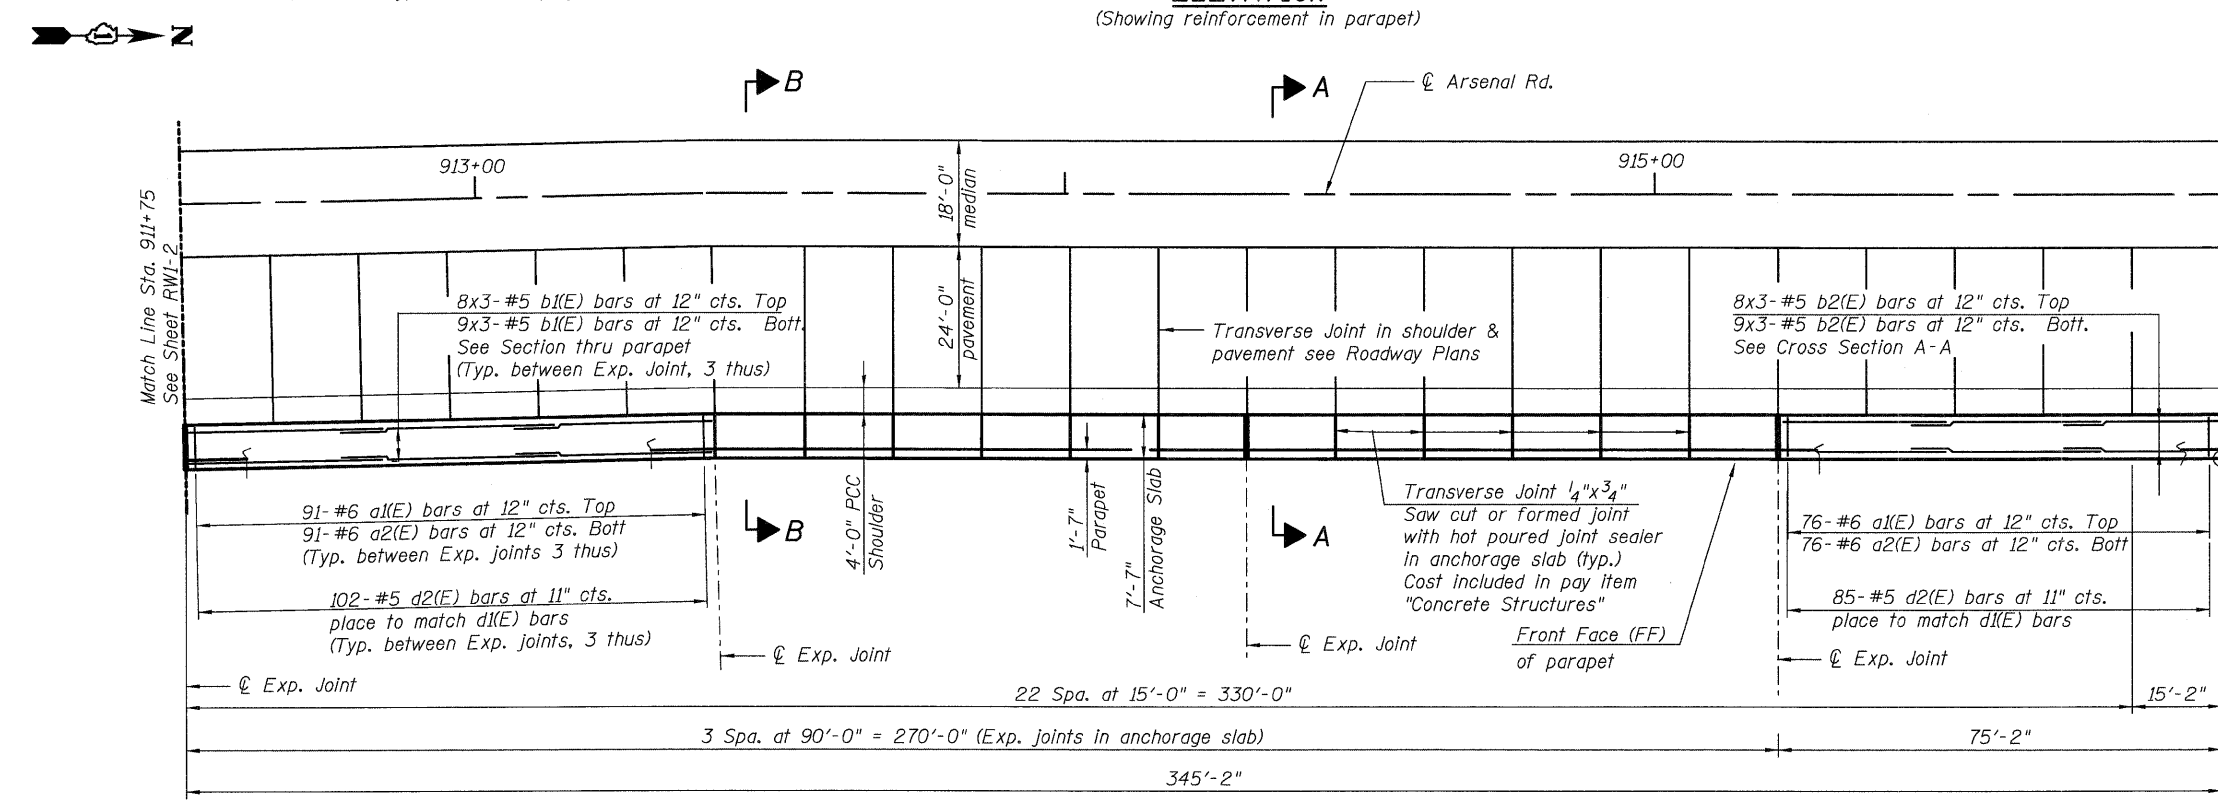 (Showing reinforcement in parapet)
N
B
A
℄ Arsenal Rd.
913+00
915+00
18'-0"
median
Match Line Sta. 911+75
See Sheet RW1-2
24'-0"
pavement
8x3-#5 b1(E) bars at 12" cts. Top
9x3-#5 b1(E) bars at 12" cts. Bott.
See Section thru parapet
(Typ. between Exp. Joint, 3 thus)
Transverse Joint in shoulder &
pavement see Roadway Plans
8x3-#5 b2(E) bars at 12" cts. Top
9x3-#5 b2(E) bars at 12" cts. Bott.
See Cross Section A-A
91-#6 a1(E) bars at 12" cts. Top
91-#6 a2(E) bars at 12" cts. Bott
(Typ. between Exp. joints 3 thus)
102-#5 d2(E) bars at 11" cts.
place to match d1(E) bars
(Typ. between Exp. joints, 3 thus)
B
4'-0" PCC
Shoulder
1'-7"
Parapet
7'-7"
Anchorage Slab
A
Transverse Joint 1/4"x3/4"
Saw cut or formed joint
with hot poured joint sealer
in anchorage slab (typ.)
Cost included in pay item
"Concrete Structures"
Front Face (FF)
of parapet
76-#6 a1(E) bars at 12" cts. Top
76-#6 a2(E) bars at 12" cts. Bott
85-#5 d2(E) bars at 11" cts.
place to match d1(E) bars
℄ Exp. Joint
℄ Exp. Joint
℄ Exp. Joint
℄ Exp. Joint
22 Spa. at 15'-0" = 330'-0"
15'-2"
3 Spa. at 90'-0" = 270'-0" (Exp. joints in anchorage slab)
75'-2"
345'-2"